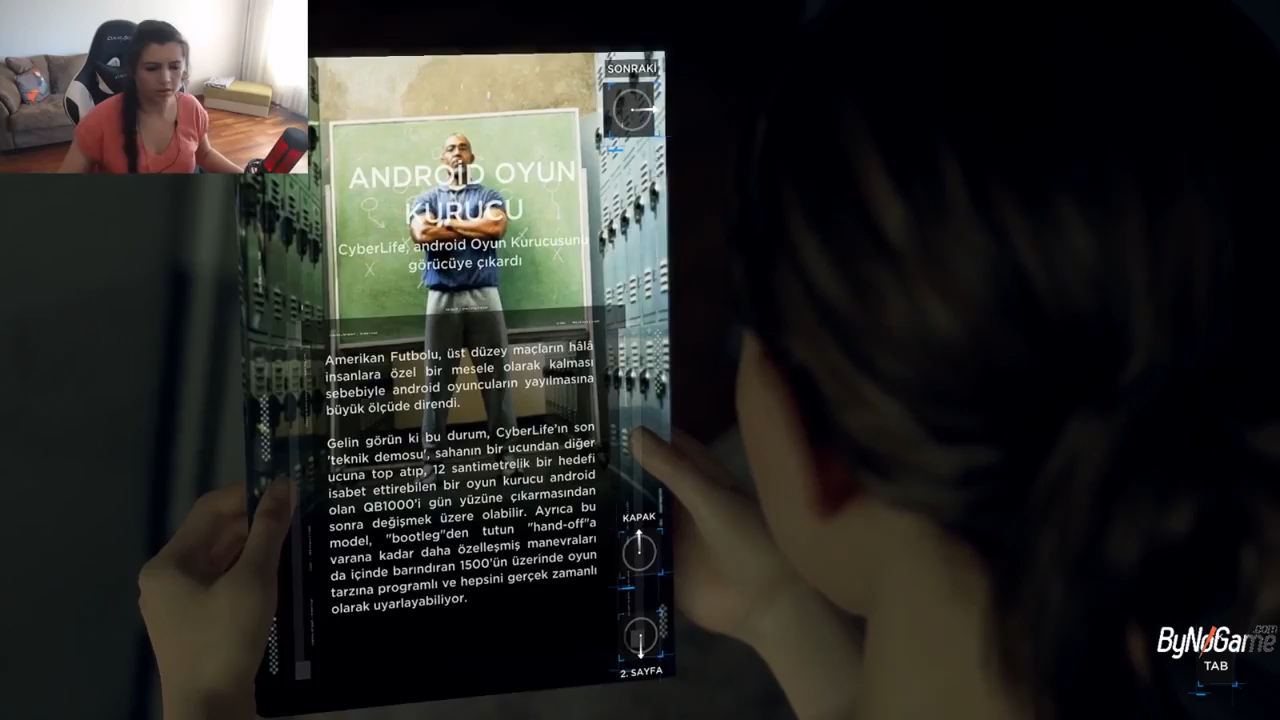 SONRAKİ
ANDROİD OYUN
KURUCU
CyberLife, android Oyun Kurucusunu
görücüye çıkardı
Amerikan Futbolu, üst düzey maçların hâlâ
insanlara özel bir mesele olarak kalması
sebebiyle android oyuncuların yayılmasına
büyük ölçüde direndi.
Gelin görün ki bu durum, CyberLife'ın son
'teknik demosu', sahanın bir ucundan diğer
ucuna top atıp, 12 santimetrelik bir hedefi
isabet ettirebilen bir oyun kurucu android
olan QB1000'i gün yüzüne çıkarmasından
sonra değişmek üzere olabilir. Ayrıca bu
model, "bootleg"den tutun "hand-off"a
varana kadar daha özelleşmiş manevraları
da içinde barındıran 1500'ün üzerinde oyun
tarzına programlı ve hepsini gerçek zamanlı
olarak uyarlayabiliyor.
KAPAK
2. SAYFA
ByNoGame.com
TAB